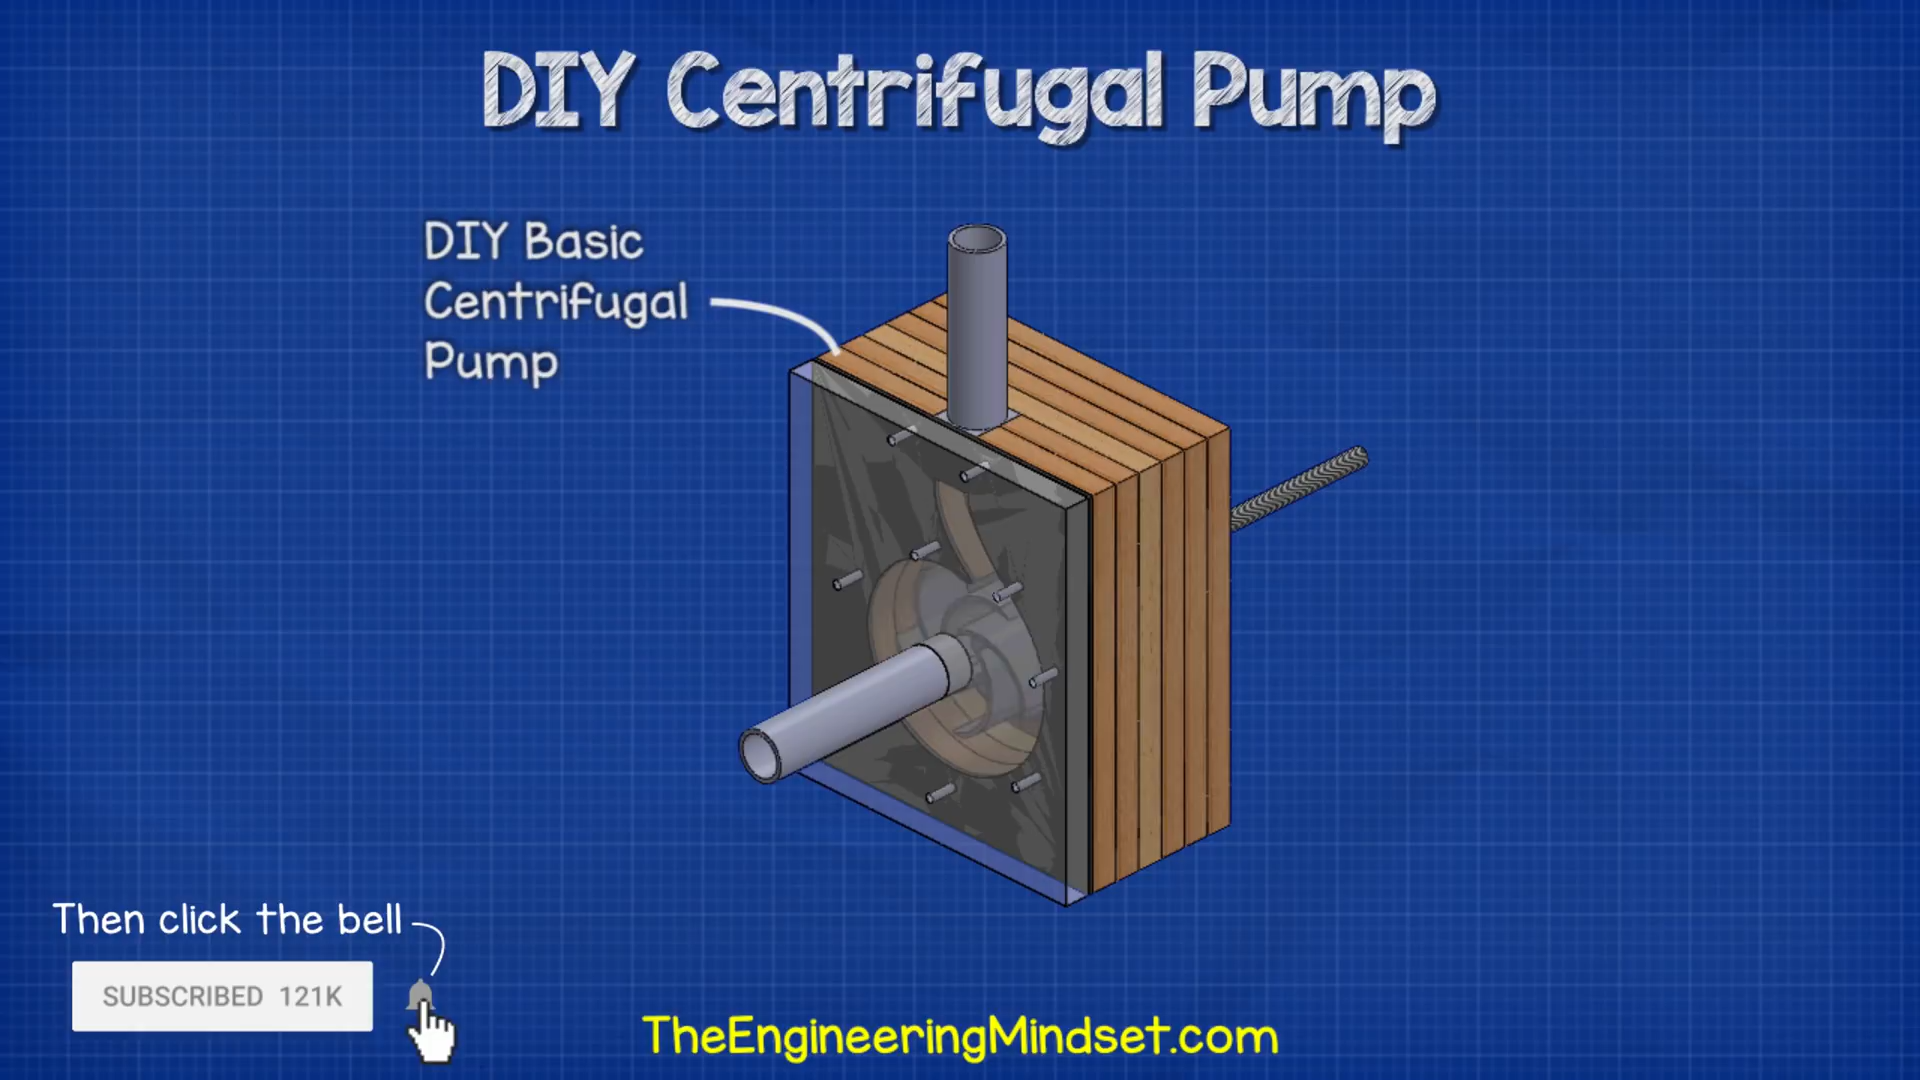 DIY Centrifugal Pump
DIY Basic
Centrifugal
Pump
Then click the bell
SUBSCRIBED 121K
TheEngineeringMindset.com